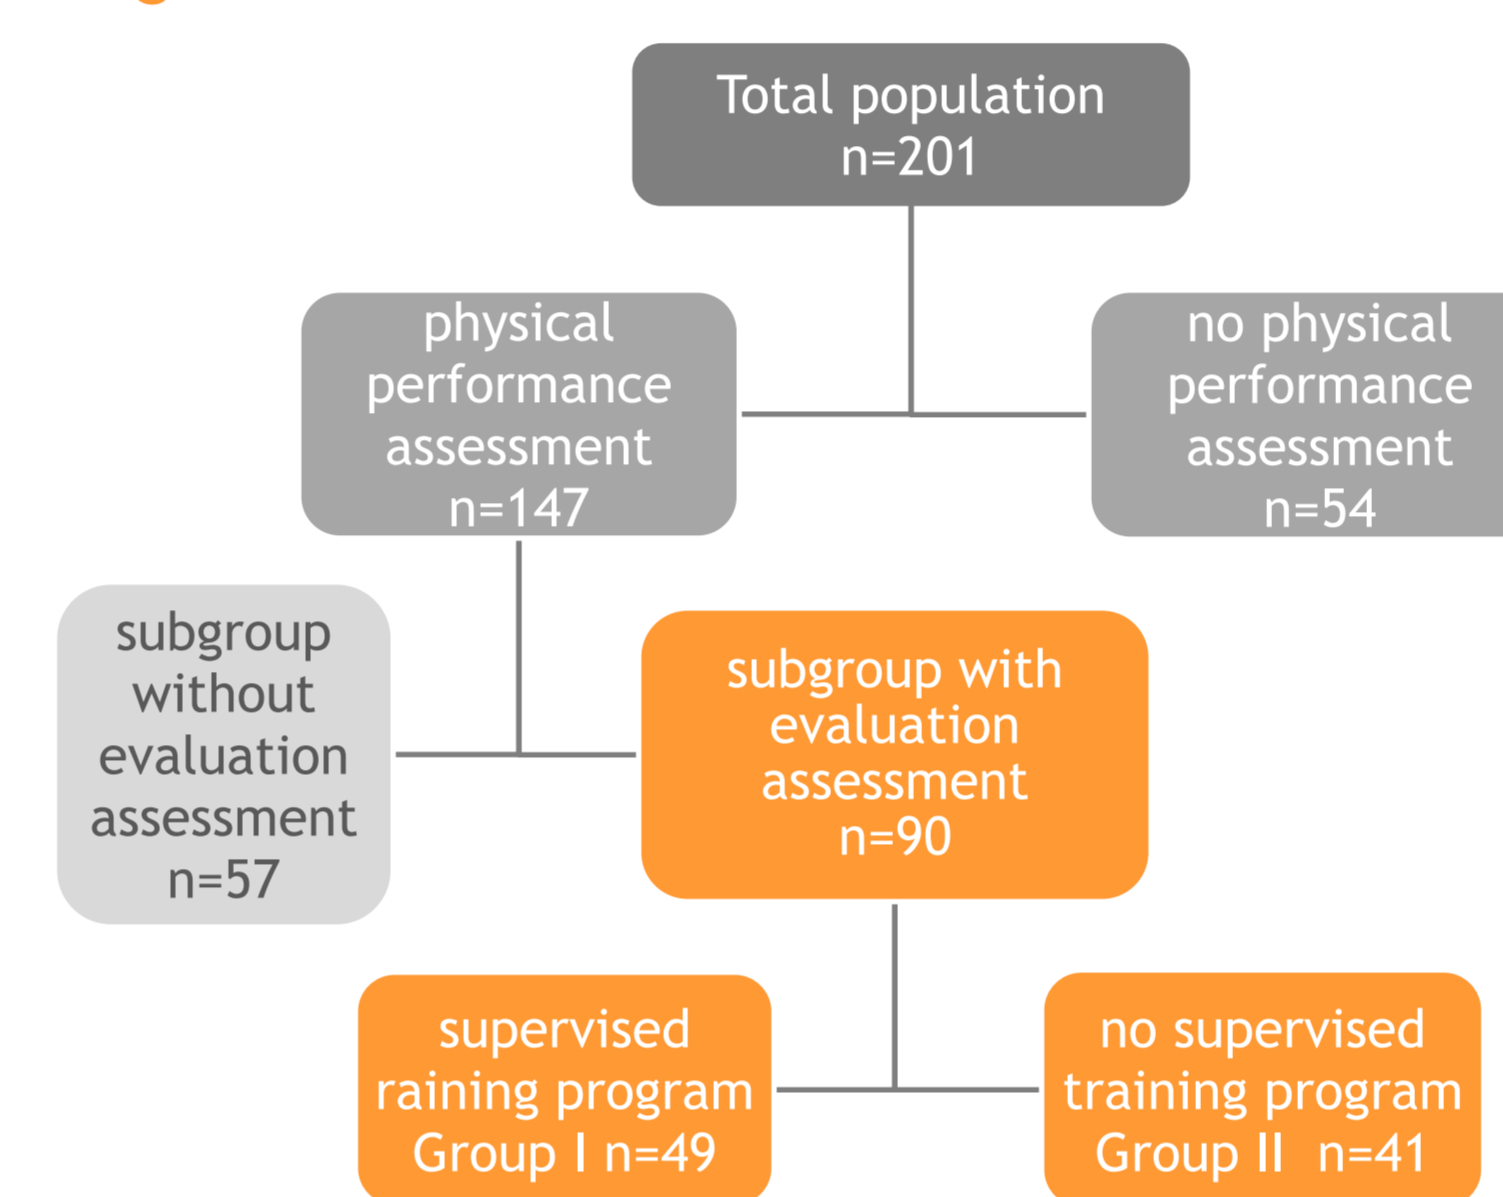 Total population
n=201
physical
performance
assessment
n=147
no physical
performance
assessment
n=54
subgroup
without
evaluation
assessment
n=57
subgroup with
evaluation
assessment
n=90
supervised
raining program
Group I n=49
no supervised
training program
Group II  n=41